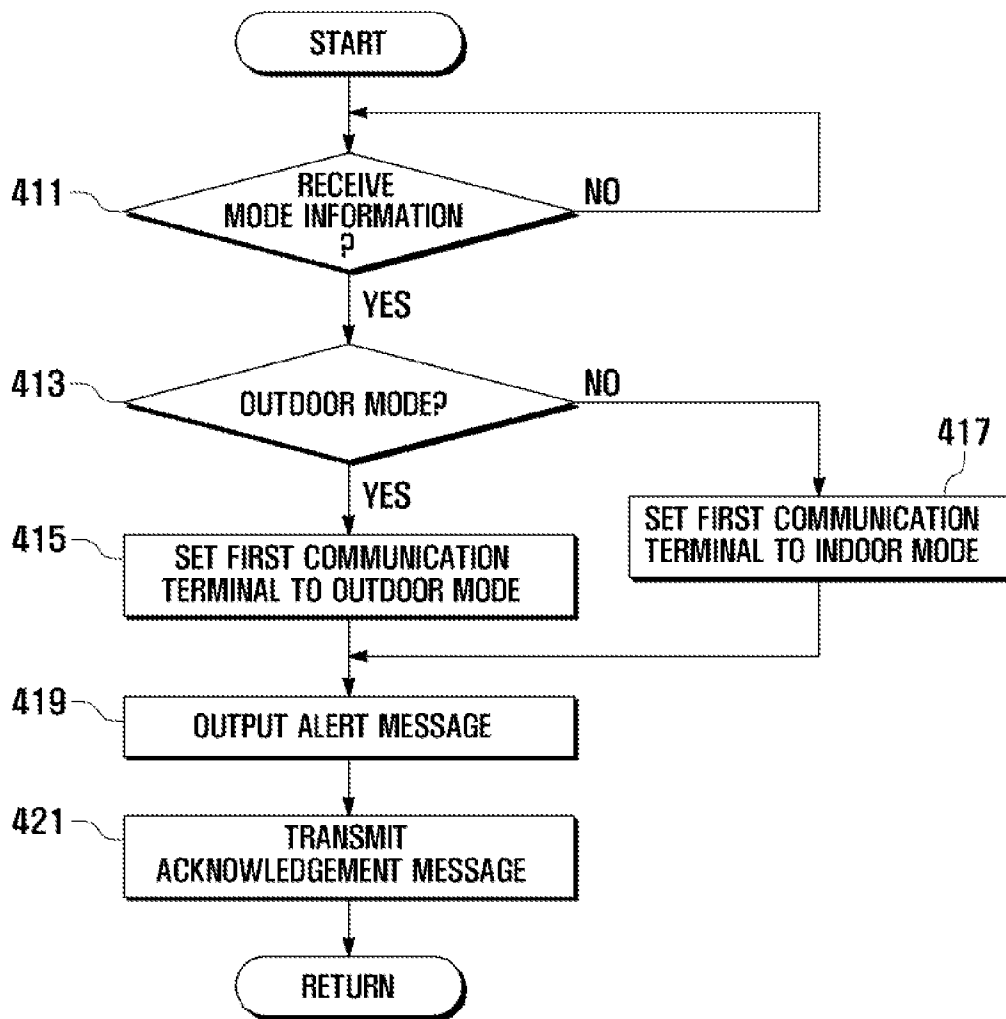 START
411
RECEIVE
MODE INFORMATION
?
NO
YES
413
OUTDOOR MODE?
NO
417
YES
415
SET FIRST COMMUNICATION
TERMINAL TO OUTDOOR MODE
SET FIRST COMMUNICATION
TERMINAL TO INDOOR MODE
419
OUTPUT ALERT MESSAGE
421
TRANSMIT
ACKNOWLEDGEMENT MESSAGE
RETURN